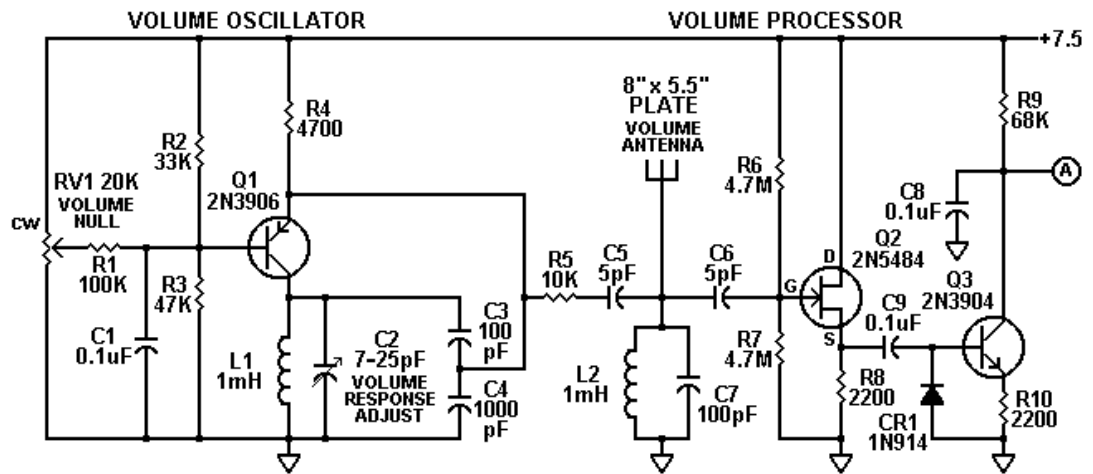 VOLUME OSCILLATOR
VOLUME PROCESSOR
+7.5
8" x 5.5"
PLATE
VOLUME
ANTENNA
R4
4700
R9
68K
R2
33K
R6
4.7M
RV1 20K
VOLUME
NULL
Q1
2N3906
A
C8
0.1uF
CW
R1
100K
R3
47K
R5
10K
C5
5pF
C6
5pF
G
D
S
Q2
2N5484
Q3
2N3904
C9
0.1uF
C1
0.1uF
L1
1mH
C2
7-25pF
VOLUME
RESPONSE
ADJUST
C3
100
pF
C4
1000
pF
L2
1mH
C7
100pF
R7
4.7M
R8
2200
CR1
1N914
R10
2200